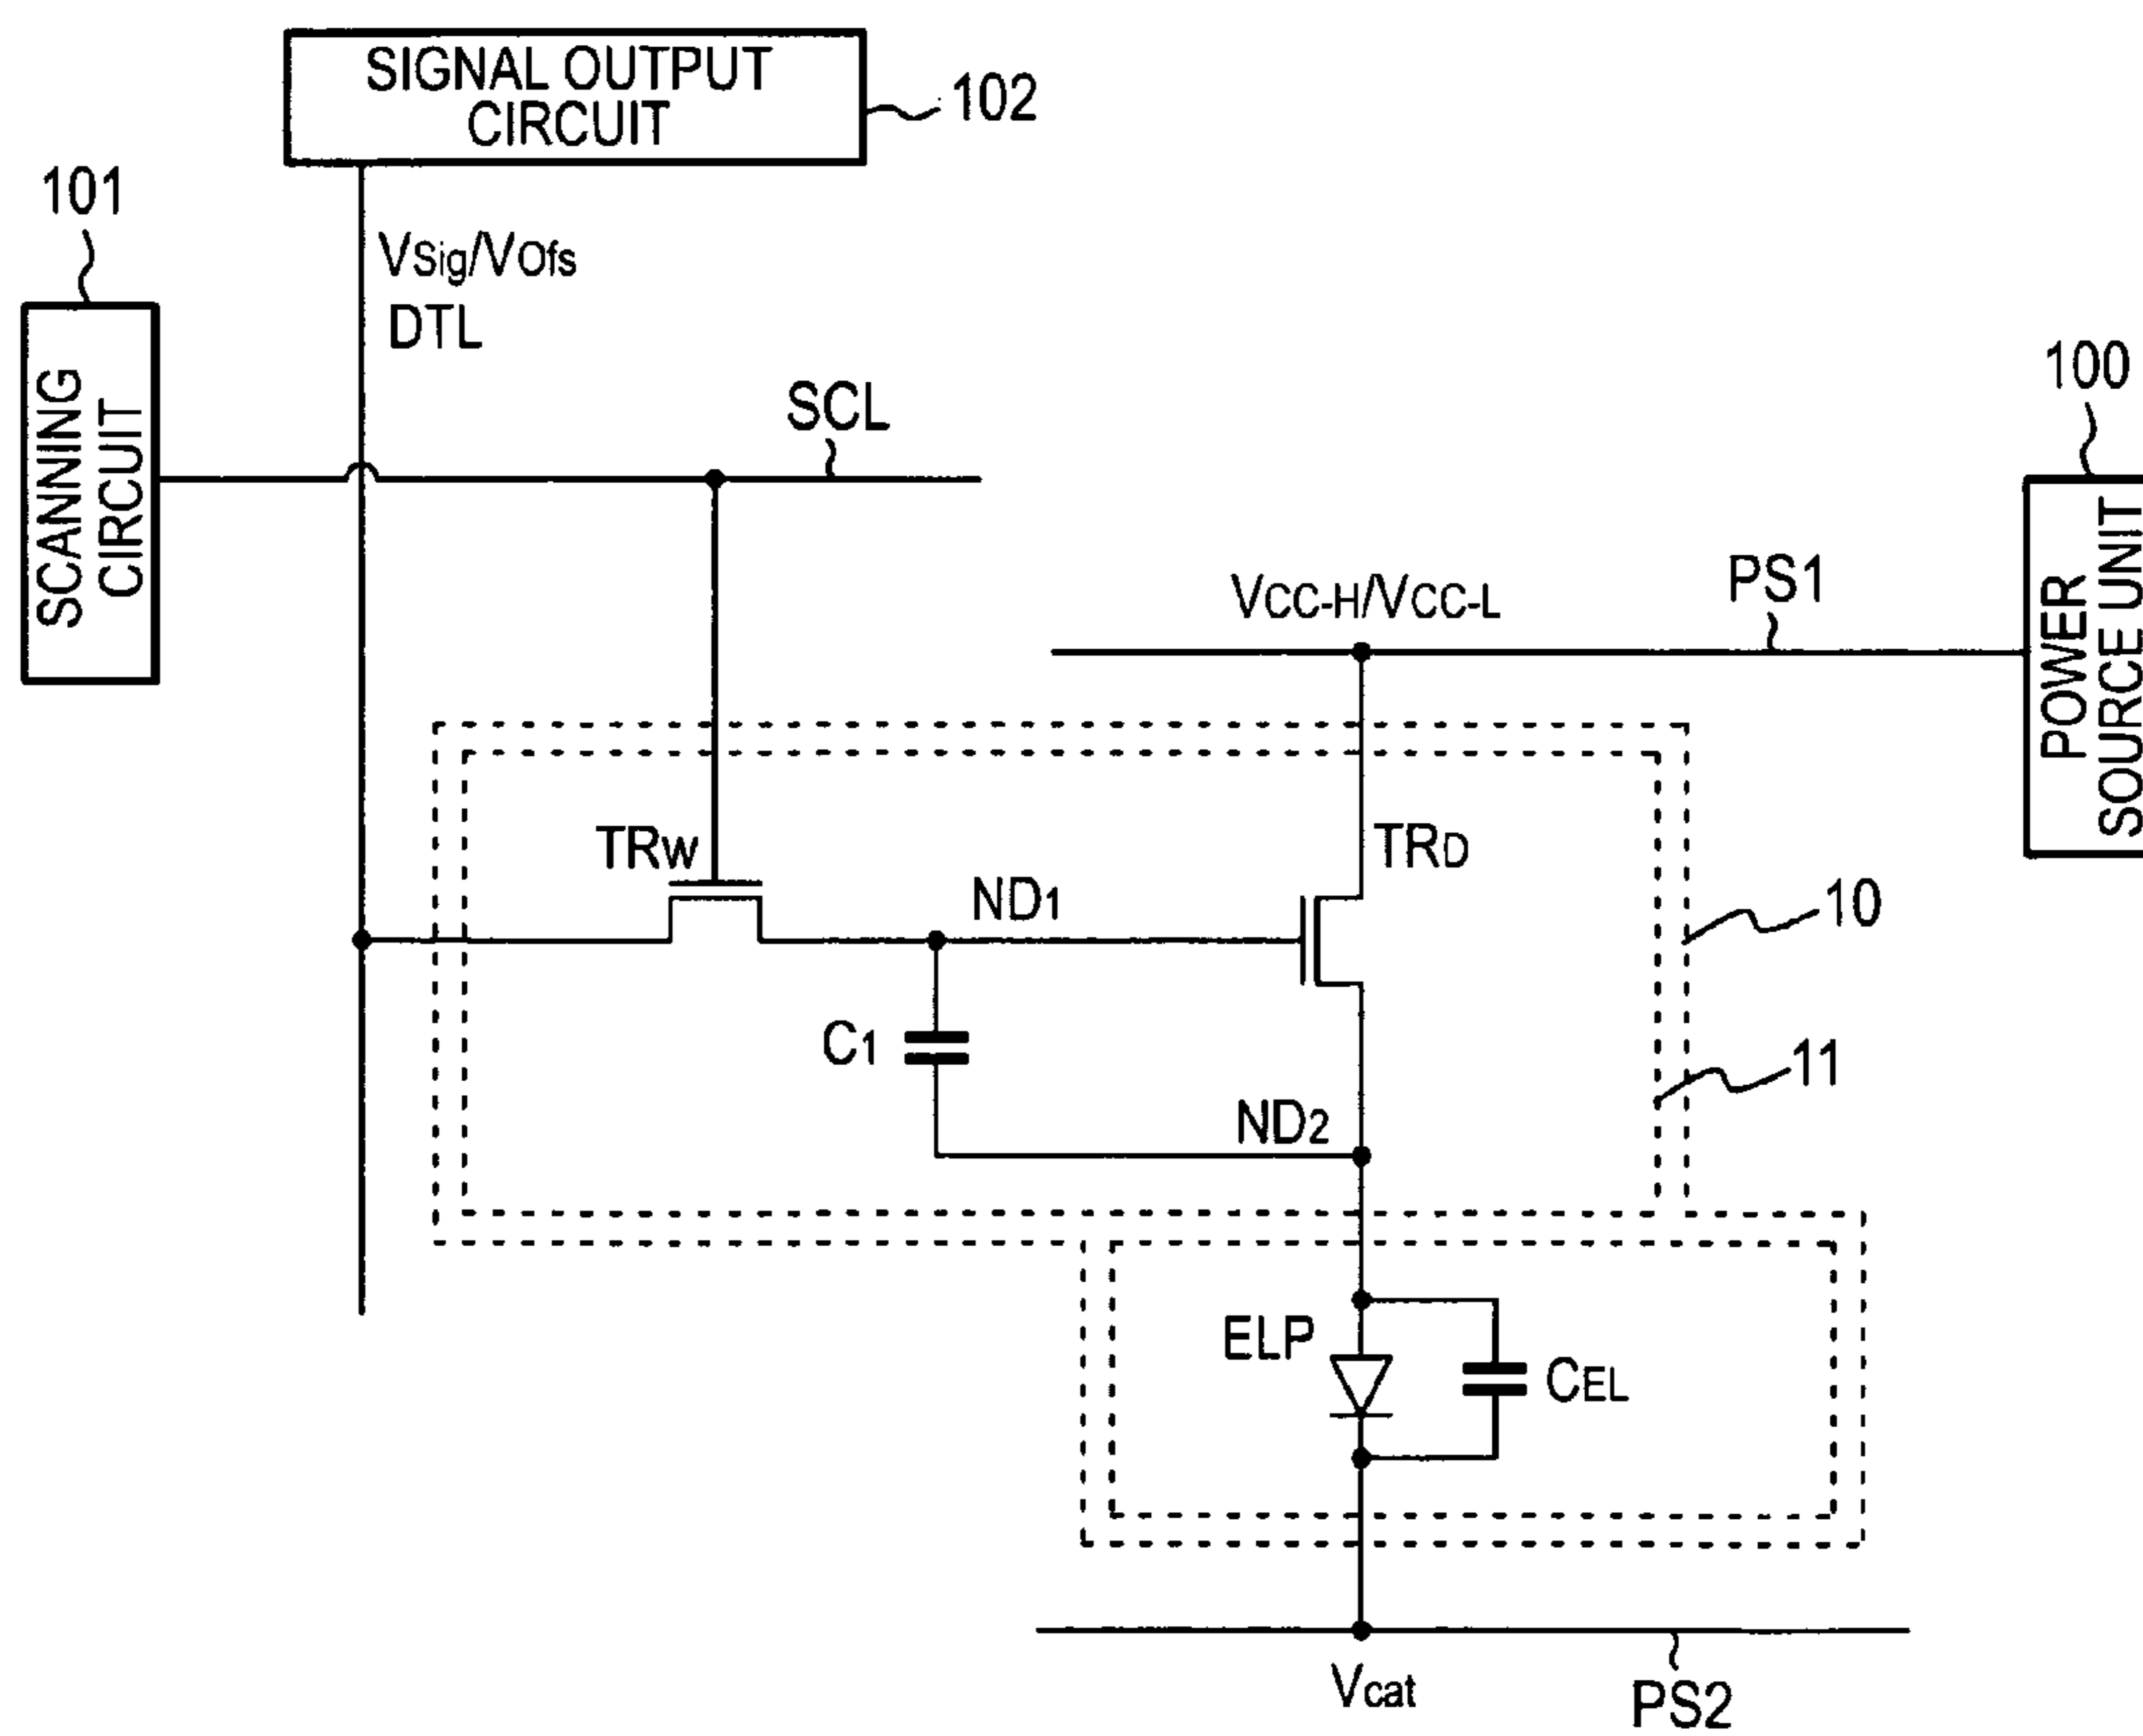 SIGNAL OUTPUT
CIRCUIT
102
101
VSig/VOfs
DTL
SCANNING
CIRCUIT
SCL
100
VCC-H/VCC-L
PS1
POWER
SOURCE UNIT
TRW
TRD
ND1
10
C1
11
ND2
ELP
CEL
Vcat
PS2